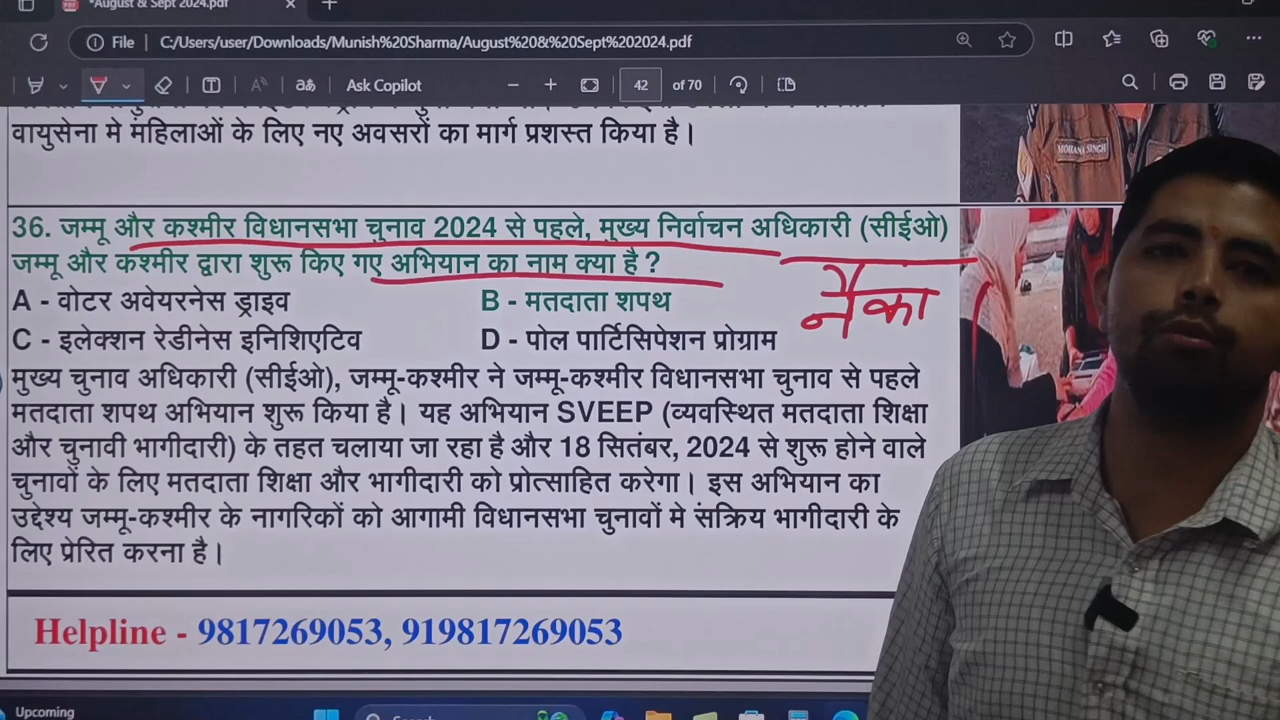 *August & Sept 2024.pdf
File C:/Users/user/Downloads/Munish%20Sharma/August%20&t%20Sept%202024.pdf
Ask Copilot 42 of 70
वायुसेना मे मंहिलाओं के लिए नए अवसरों का मार्ग प्रशस्त किया है।
MOHANA SINGH
36. जम्मू और कश्मीर विधानसभा चुनाव 2024 से पहले, मुख्य निर्वाचन अधिकारी (सीईओ)
जम्मू और कश्मीर द्वारा शुरू किए गए अभियान का नाम क्या है ?
A - वोटर अवेयरनेस ड्राइव
B - मतदाता शपथ
नैका
C - इलेक्शन रेडीनेस इनिशिएटिव
D - पोल पार्टिसिपेशन प्रोग्राम
मुख्य चुनाव अधिकारी (सीईओ), जम्मू-कश्मीर ने जम्मू-कश्मीर विधानसभा चुनाव से पहले
मतदाता शपथ अभियान शुरू किया है। यह अभियान SVEEP (व्यवस्थित मतदाता शिक्षा
और चुनावी भागीदारी) के तहत चलाया जा रहा है और 18 सितंबर, 2024 से शुरू होने वाले
चुनावों के लिए मतदाता शिक्षा और भागीदारी को प्रोत्साहित करेगा। इस अभियान का
उद्देश्य जम्मू-कश्मीर के नागरिकों को आगामी विधानसभा चुनावों मे संक्रिय भागीदारी के
लिए प्रेरित करना है।
Helpline - 9817269053, 919817269053
Upcoming
Search